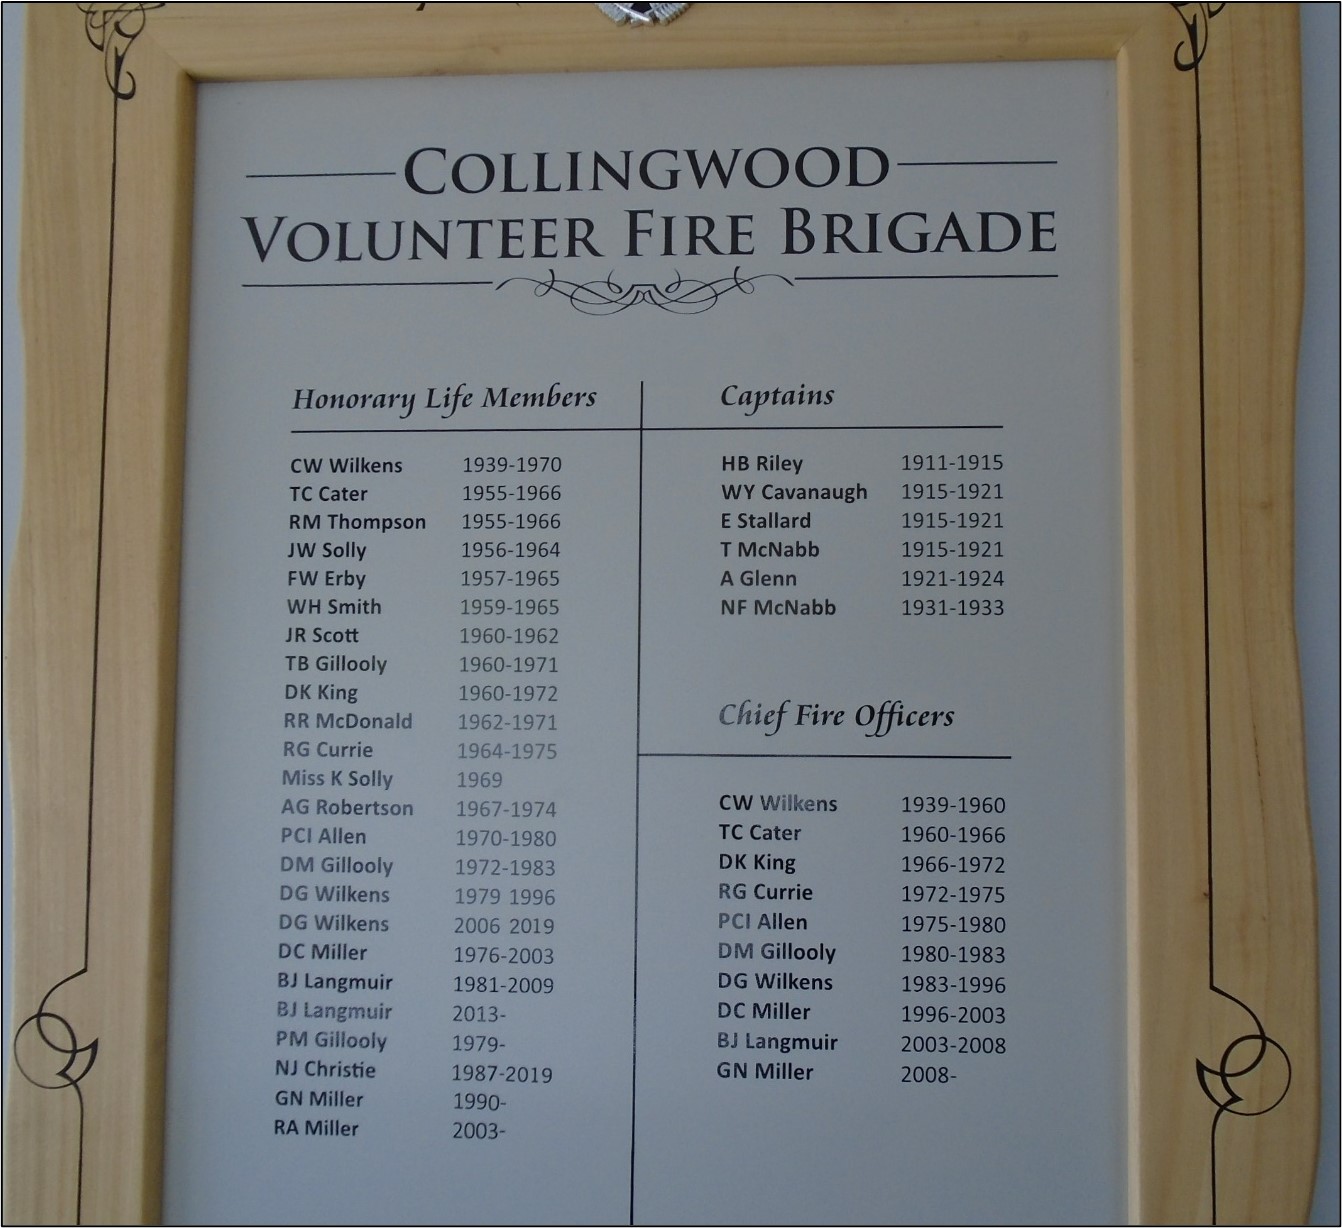 COLLINGWOOD
VOLUNTEER FIRE BRIGADE
Honorary Life Members
CW Wilkens 1939-1970
TC Cater 1955-1966
RM Thompson 1955-1966
JW Solly 1956-1964
FW Erby 1957-1965
WH Smith 1959-1965
JR Scott 1960-1962
TB Gillooly 1960-1971
DK King 1960-1972
RR McDonald 1962-1971
RG Currie 1964-1975
Miss K Solly 1969
AG Robertson 1967-1974
PCI Allen 1970-1980
DM Gillooly 1972-1983
DG Wilkens 1979 1996
DG Wilkens 2006 2019
DC Miller 1976-2003
BJ Langmuir 1981-2009
BJ Langmuir 2013-
PM Gillooly 1979-
NJ Christie 1987-2019
GN Miller 1990-
RA Miller 2003-
Captains
HB Riley 1911-1915
WY Cavanaugh 1915-1921
E Stallard 1915-1921
T McNabb 1915-1921
A Glenn 1921-1924
NF McNabb 1931-1933
Chief Fire Officers
CW Wilkens 1939-1960
TC Cater 1960-1966
DK King 1966-1972
RG Currie 1972-1975
PCI Allen 1975-1980
DM Gillooly 1980-1983
DG Wilkens 1983-1996
DC Miller 1996-2003
BJ Langmuir 2003-2008
GN Miller 2008-